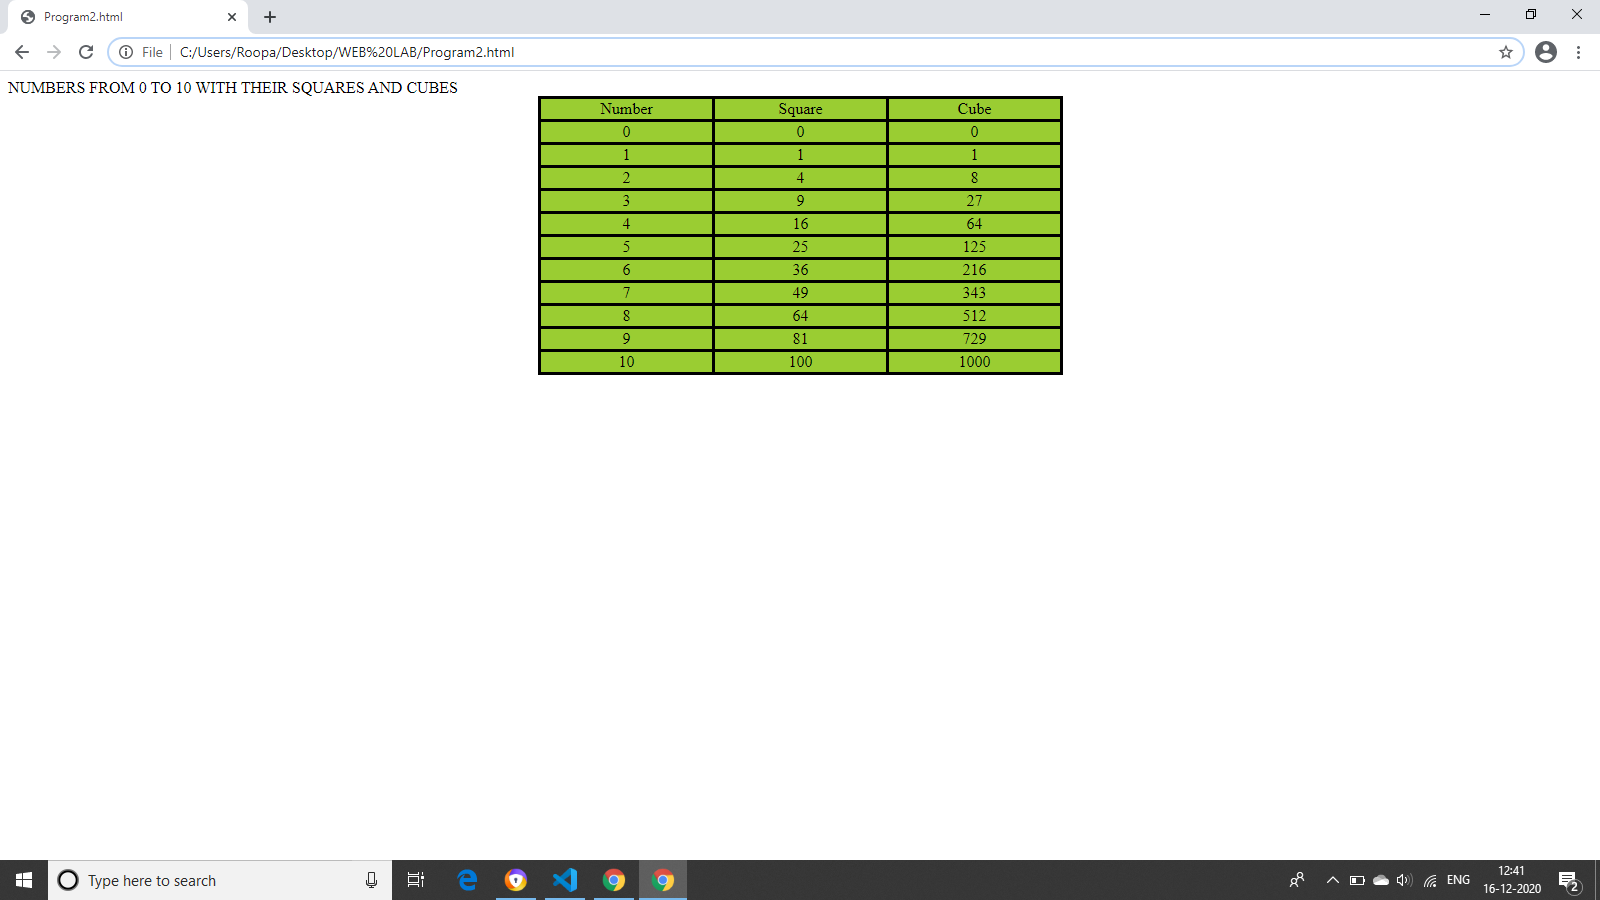 Program2.html
File C:/Users/Roopa/Desktop/WEB%20LAB/Program2.html
NUMBERS FROM 0 TO 10 WITH THEIR SQUARES AND CUBES
Number Square Cube
0 0 0
1 1 1
2 4 8
3 9 27
4 16 64
5 25 125
6 36 216
7 49 343
8 64 512
9 81 729
10 100 1000
Type here to search
ENG
12:41
16-12-2020
2